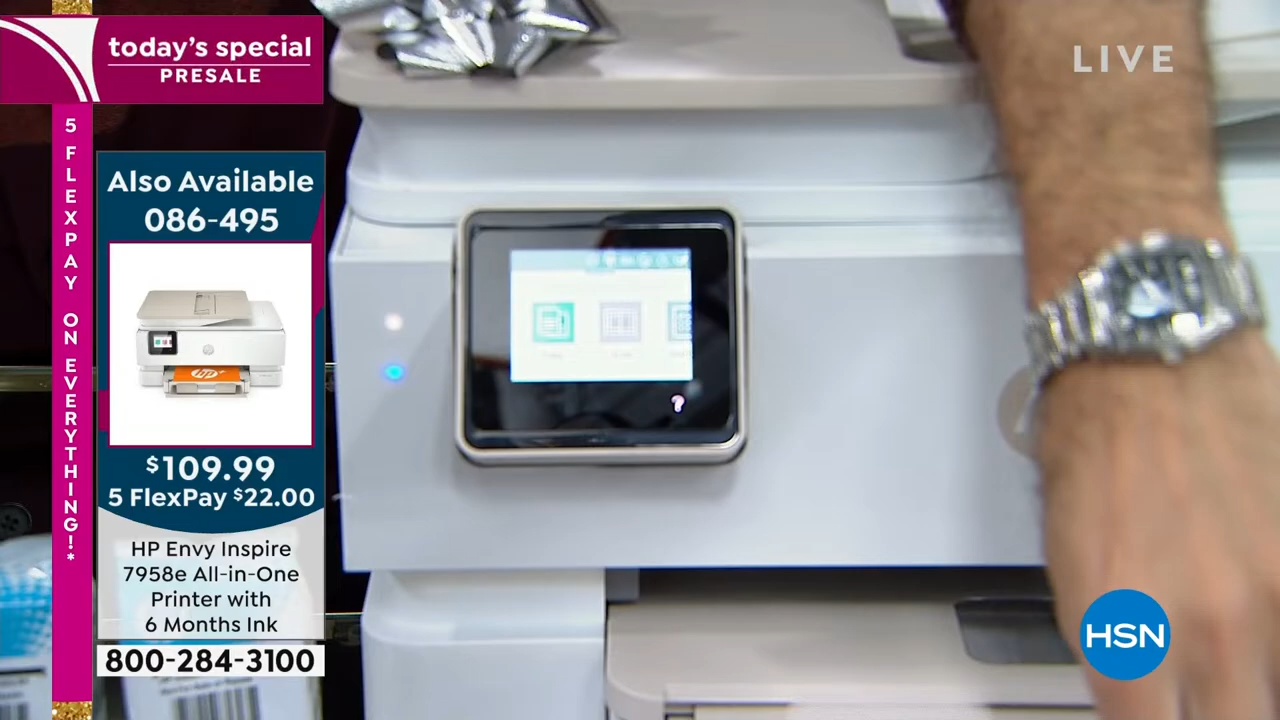 today's special
PRESALE
LIVE
5 FLEXPAY ON EVERYTHING!*
Also Available
086-495
hp+
$109.99
5 FlexPay $22.00
HP Envy Inspire
7958e All-in-One
Printer with
6 Months Ink
800-284-3100
?
HSN